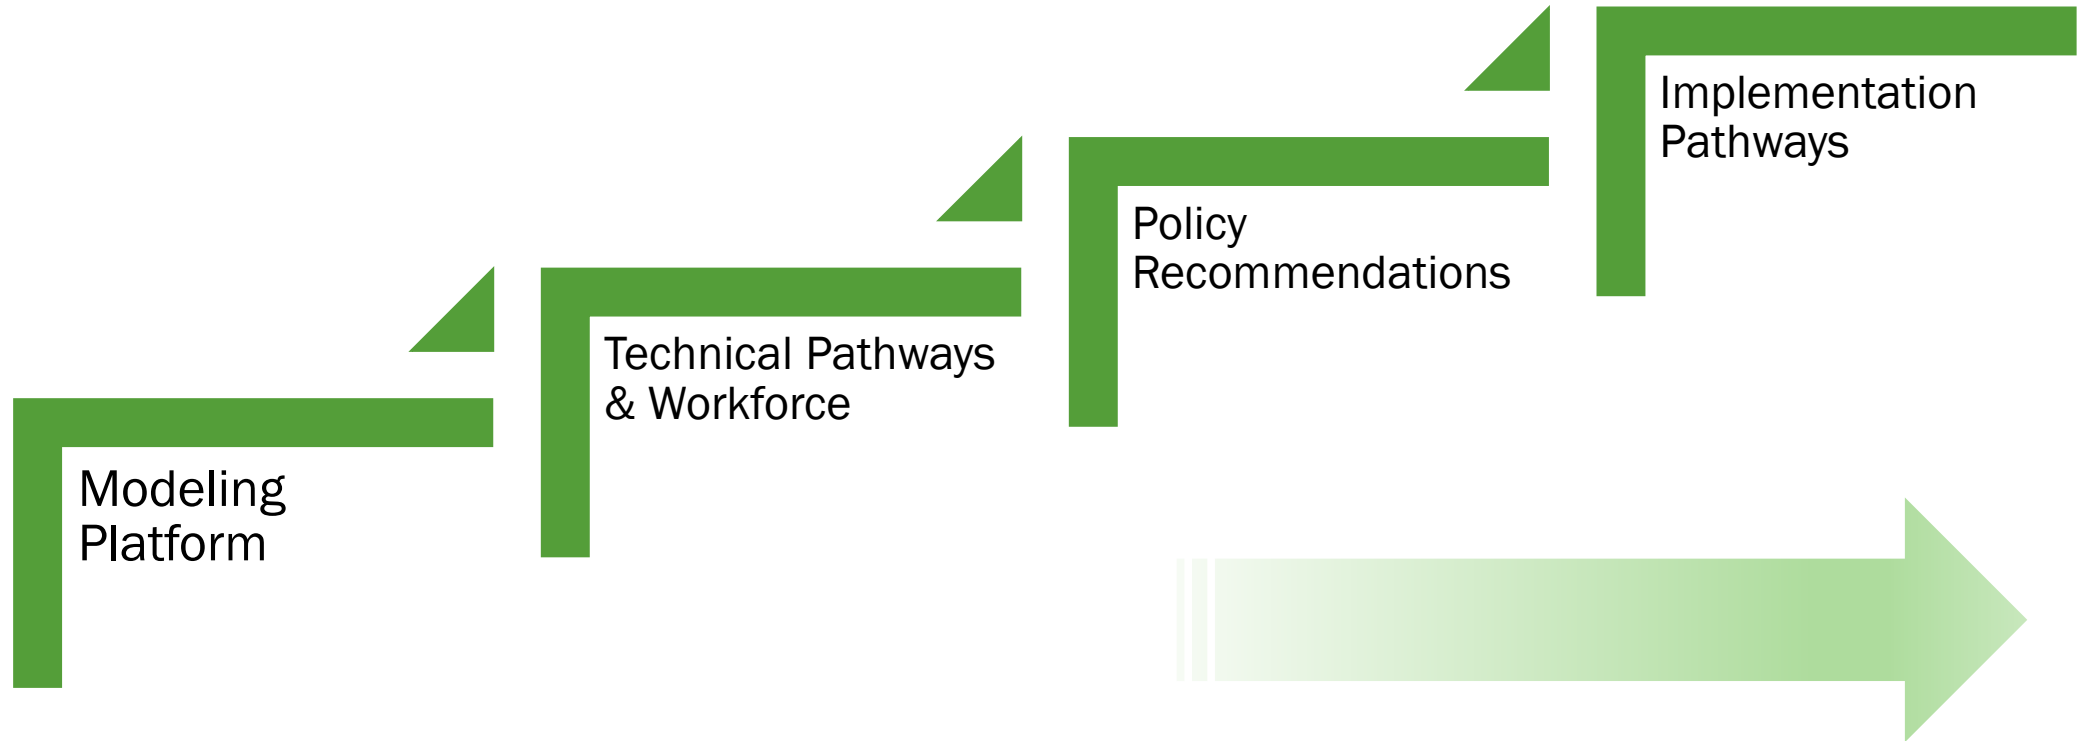 Modeling
Platform
Technical Pathways
& Workforce
Policy
Recommendations
Implementation
Pathways